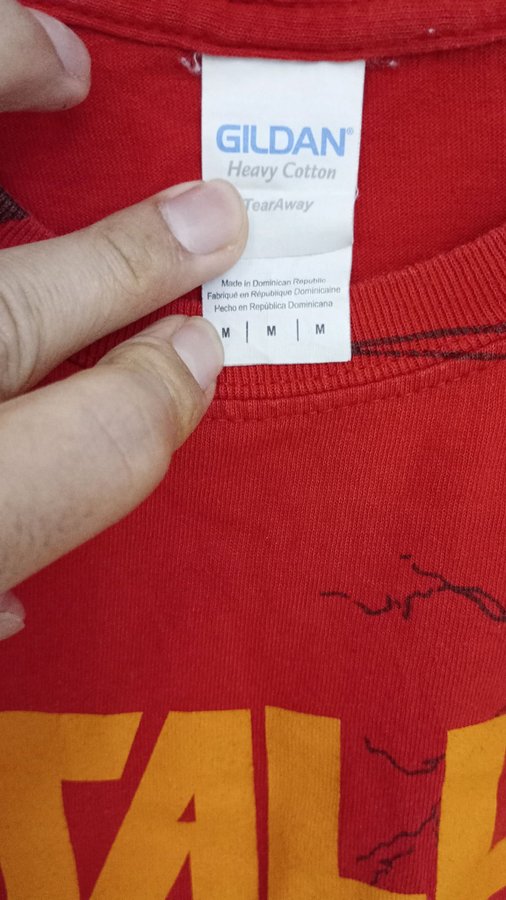 GILDAN®
Heavy Cotton
TearAway
Made in Dominican Republic
Fabriqué en République Dominicaine
Hecho en República Dominicana
M | M | M
TALL